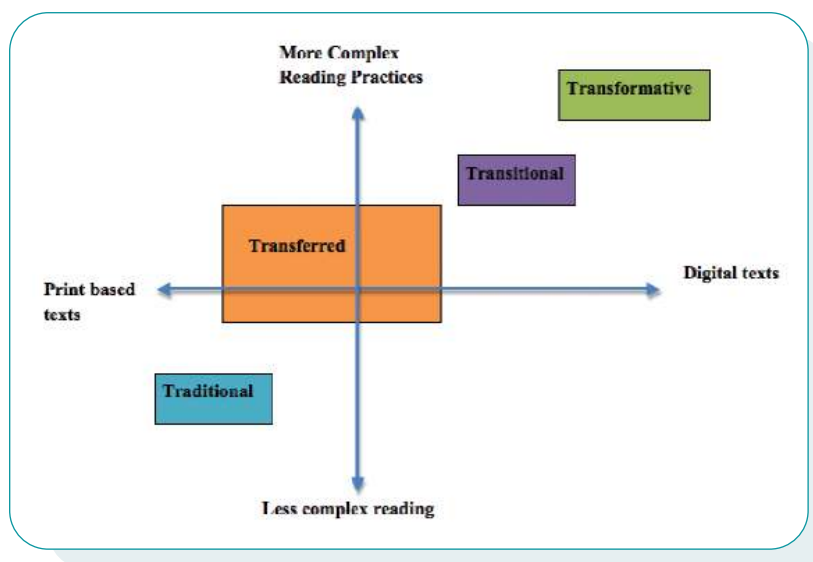 More Complex
Reading Practices
Transformative
Transitional
Transferred
Digital texts
Print based
texts
Traditional
Less complex reading